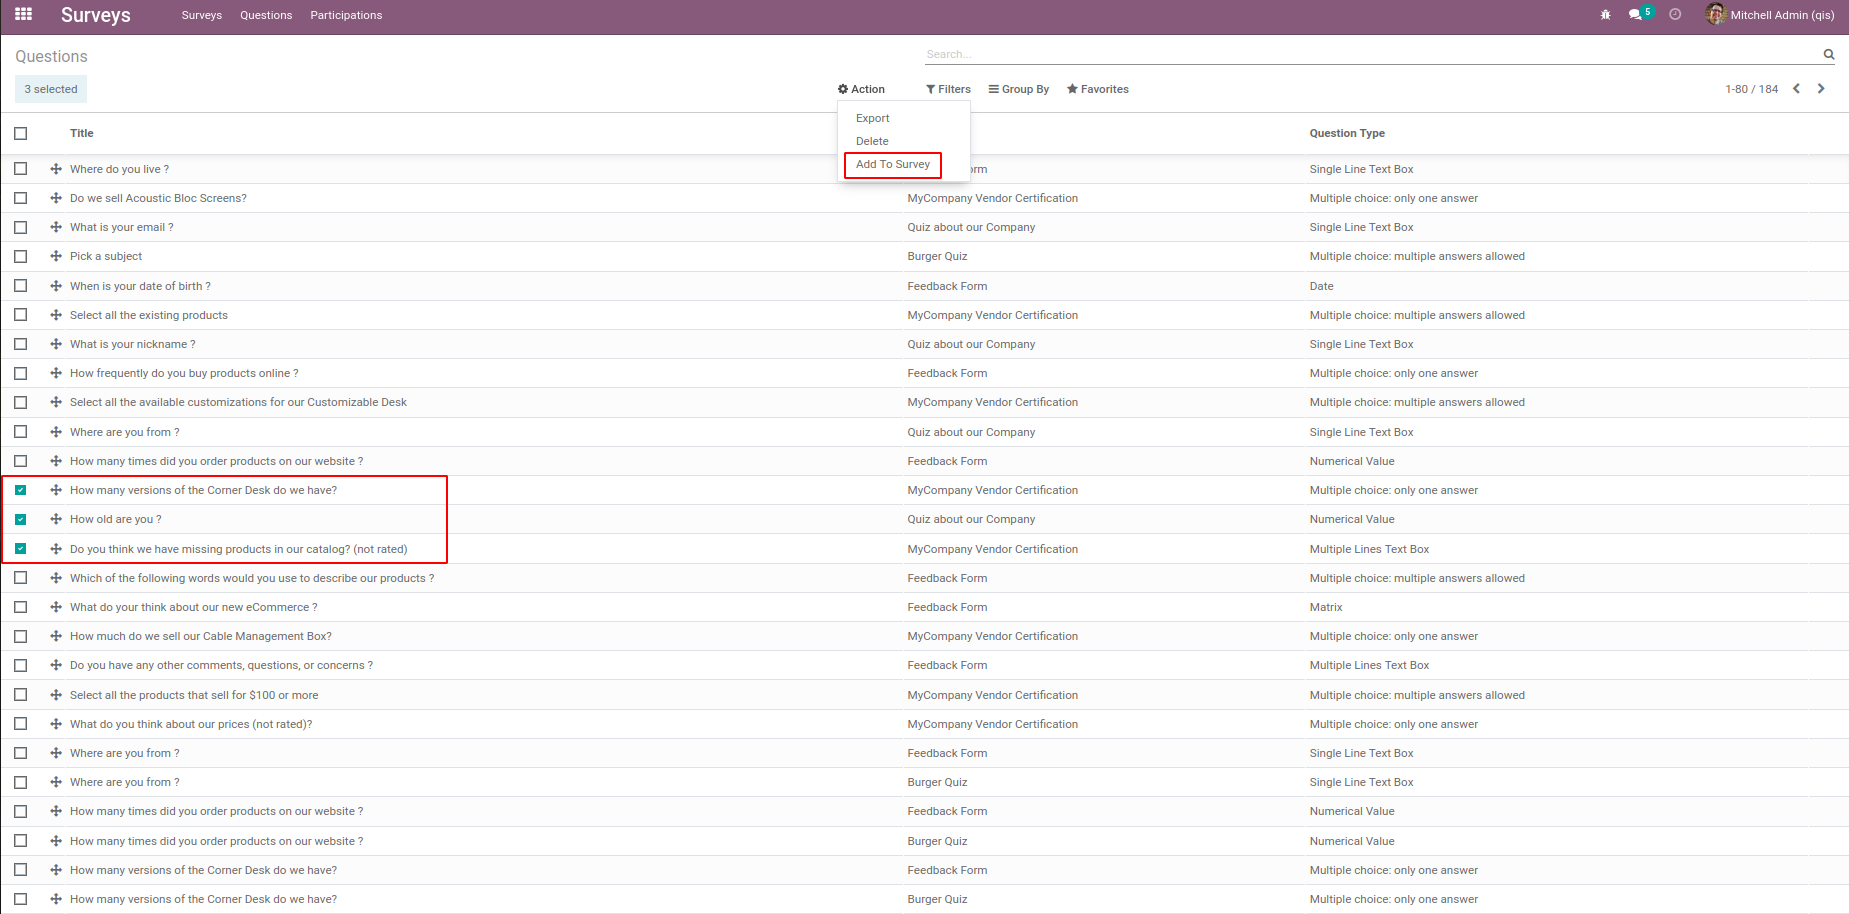 Surveys Surveys Questions Participations 5 Mitchell Admin (qis)
Questions Search...
3 selected Action Filters Group By Favorites 1-80 / 184
Export
Delete
Add To Survey
Title Question Type
Where do you live ? orm Single Line Text Box
Do we sell Acoustic Bloc Screens? MyCompany Vendor Certification Multiple choice: only one answer
What is your email ? Quiz about our Company Single Line Text Box
Pick a subject Burger Quiz Multiple choice: multiple answers allowed
When is your date of birth ? Feedback Form Date
Select all the existing products MyCompany Vendor Certification Multiple choice: multiple answers allowed
What is your nickname ? Quiz about our Company Single Line Text Box
How frequently do you buy products online ? Feedback Form Multiple choice: only one answer
Select all the available customizations for our Customizable Desk MyCompany Vendor Certification Multiple choice: multiple answers allowed
Where are you from ? Quiz about our Company Single Line Text Box
How many times did you order products on our website ? Feedback Form Numerical Value
How many versions of the Corner Desk do we have? MyCompany Vendor Certification Multiple choice: only one answer
How old are you ? Quiz about our Company Numerical Value
Do you think we have missing products in our catalog? (not rated) MyCompany Vendor Certification Multiple Lines Text Box
Which of the following words would you use to describe our products ? Feedback Form Multiple choice: multiple answers allowed
What do your think about our new eCommerce ? Feedback Form Matrix
How much do we sell our Cable Management Box? MyCompany Vendor Certification Multiple choice: only one answer
Do you have any other comments, questions, or concerns ? Feedback Form Multiple Lines Text Box
Select all the products that sell for $100 or more MyCompany Vendor Certification Multiple choice: multiple answers allowed
What do you think about our prices (not rated)? MyCompany Vendor Certification Multiple choice: only one answer
Where are you from ? Feedback Form Single Line Text Box
Where are you from ? Burger Quiz Single Line Text Box
How many times did you order products on our website ? Feedback Form Numerical Value
How many times did you order products on our website ? Burger Quiz Numerical Value
How many versions of the Corner Desk do we have? Feedback Form Multiple choice: only one answer
How many versions of the Corner Desk do we have? Burger Quiz Multiple choice: only one answer